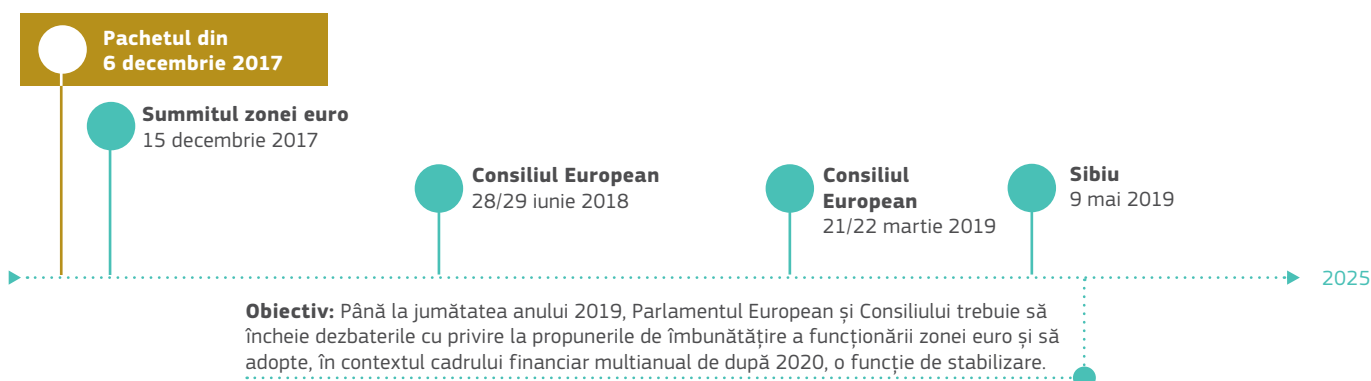 Pachetul din
6 decembrie 2017
Summitul zonei euro
15 decembrie 2017
Consiliul European
28/29 iunie 2018
Consiliul
European
21/22 martie 2019
Sibiu
9 mai 2019
2025
Obiectiv: Până la jumătatea anului 2019, Parlamentul European și Consiliului trebuie să
încheie dezbaterile cu privire la propunerile de îmbunătățire a funcționării zonei euro și să
adopte, în contextul cadrului financiar multianual de după 2020, o funcție de stabilizare.